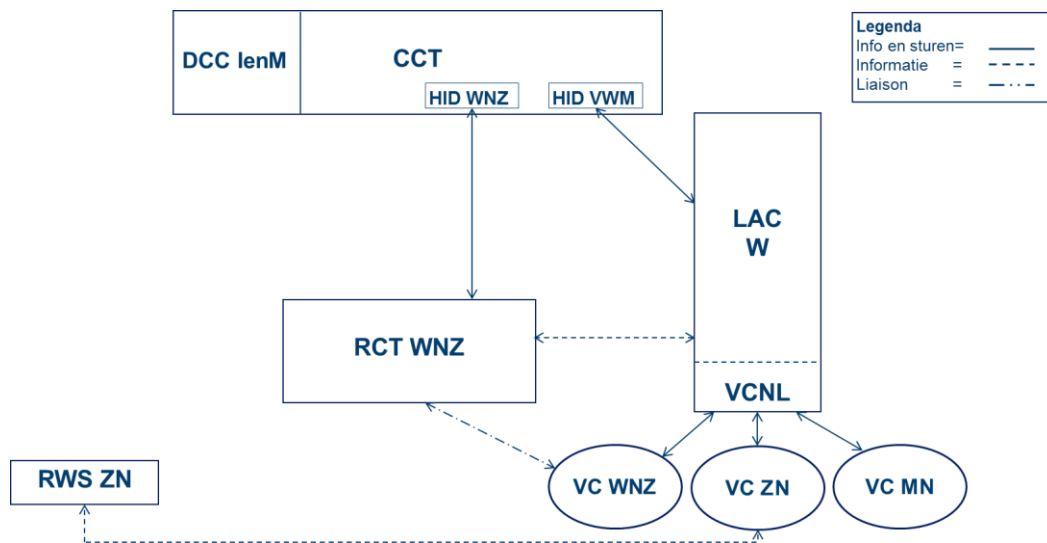 DCC IenM
CCT
HID WNZ
HID VWM
Legenda
Info en sturen=
Informatie =
Liaison =
LAC
W
RCT WNZ
VCNL
RWS ZN
VC WNZ
VC ZN
VC MN